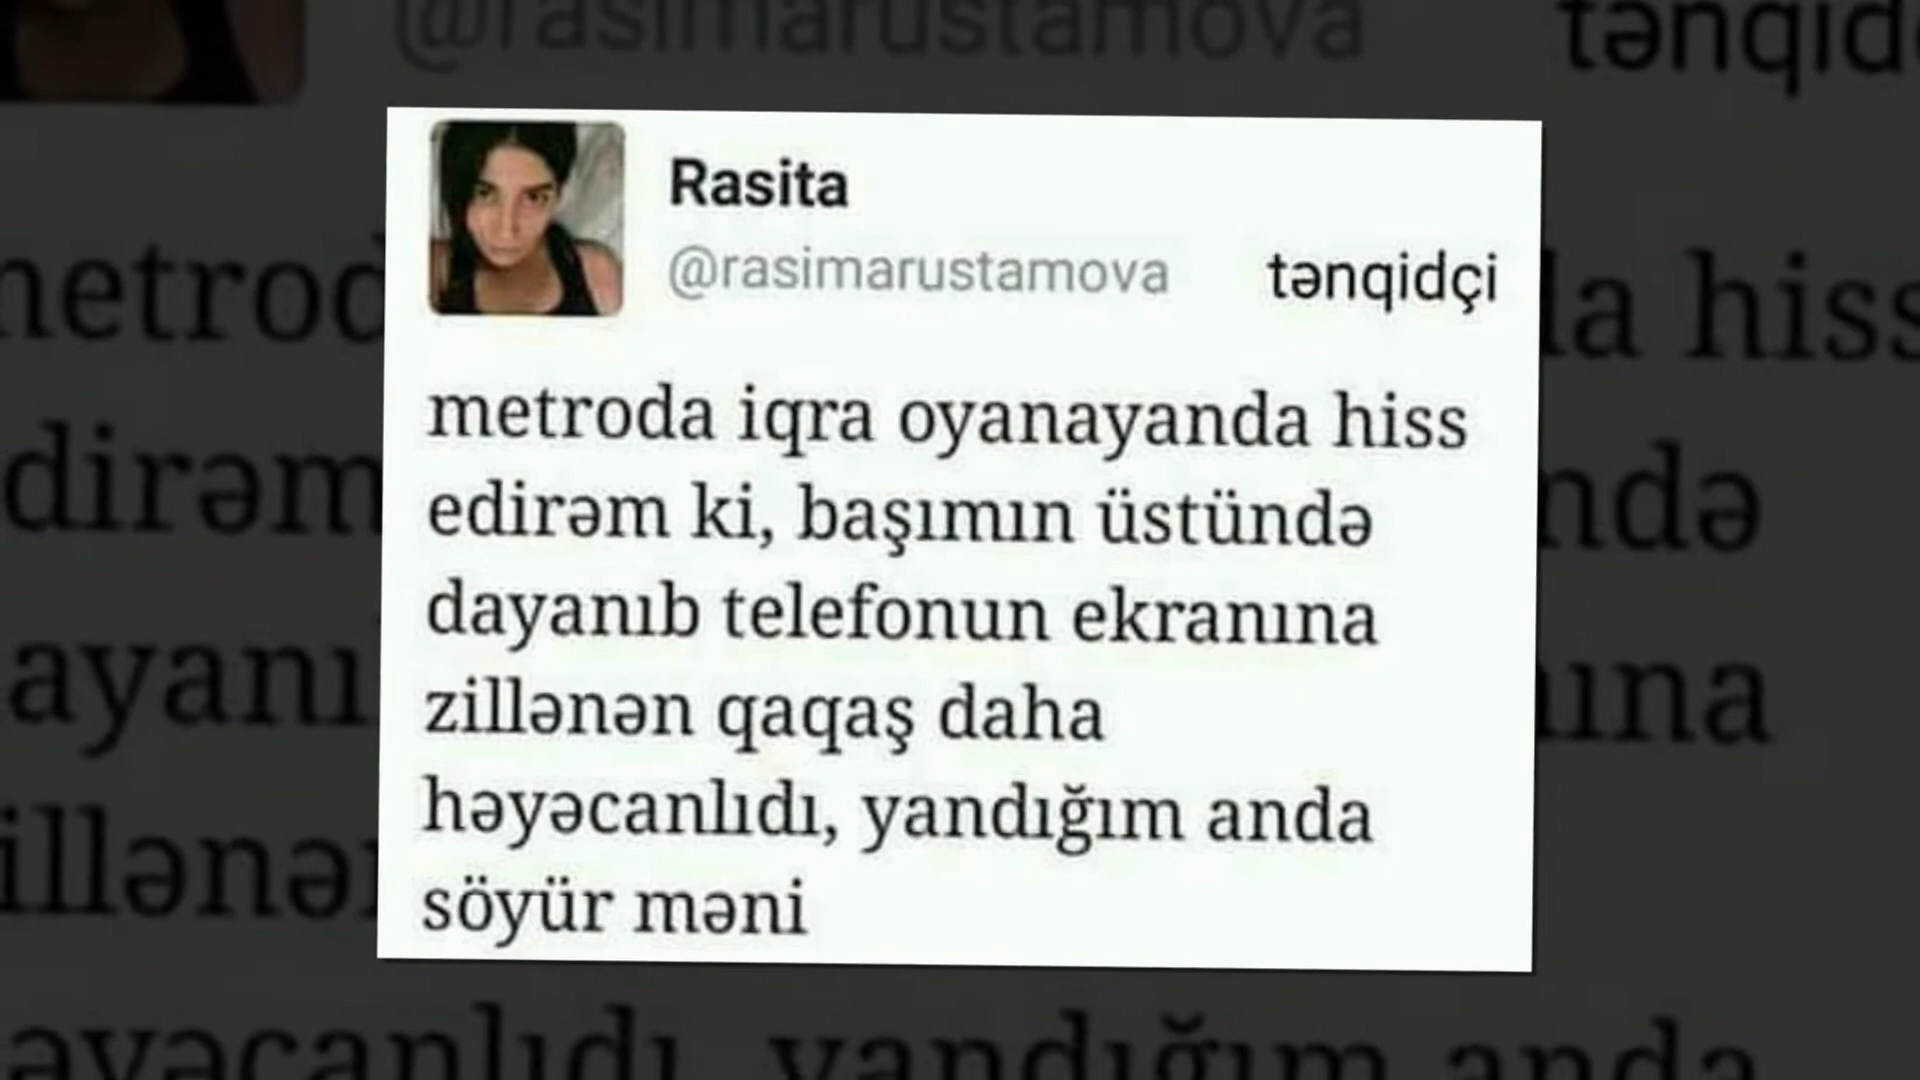 Rasita
@rasimarustamova
tənqidçi
metroda iqra oyanayanda hiss
edirəm ki, başımın üstündə
dayanıb telefonun ekranına
zillənən qaqaş daha
həyəcanlıdı, yandığım anda
söyür məni